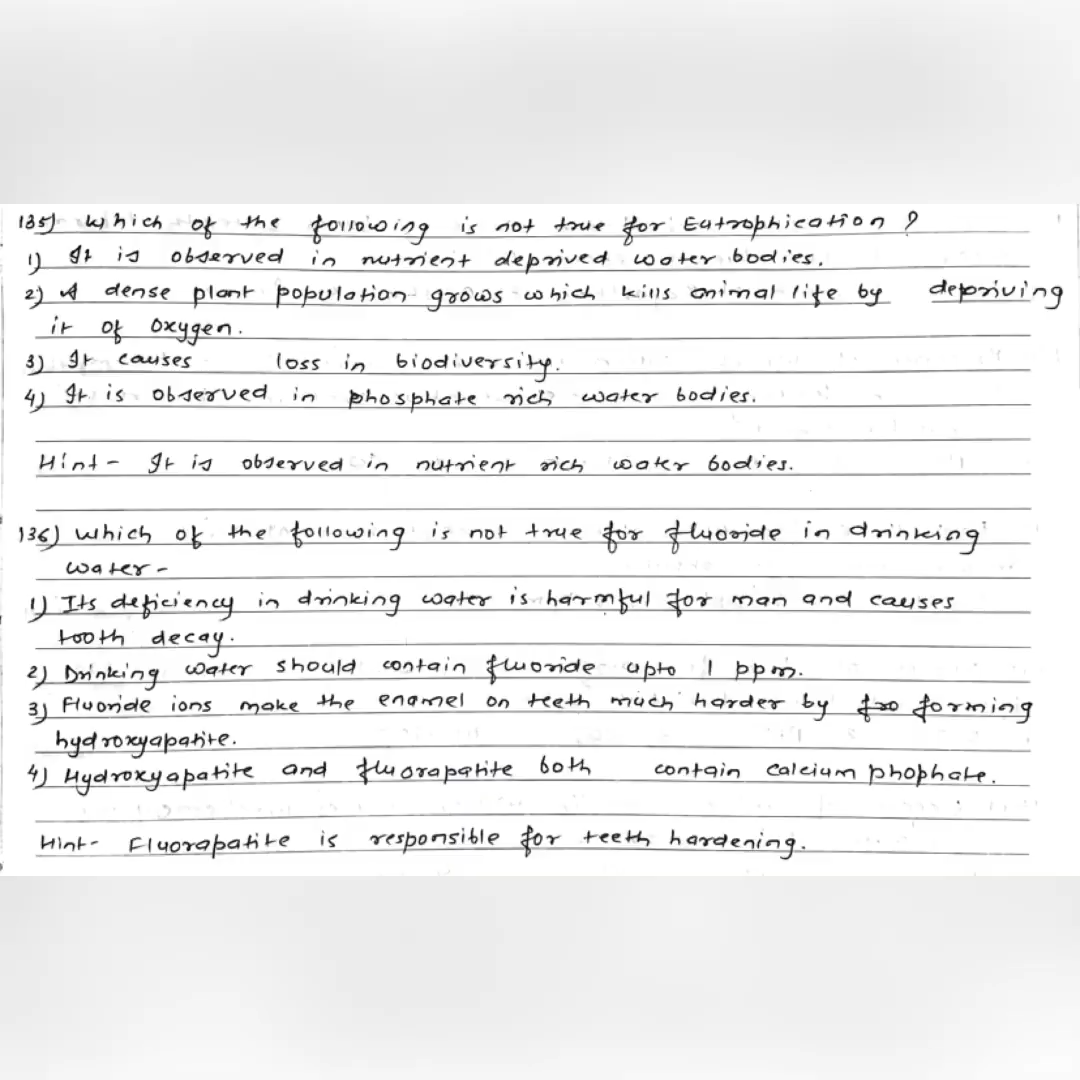 135) Which of the following is not true for Eutrophication ?
1) It is observed in nutrient deprived water bodies.
2) A dense plant population grows which kills animal life by depriving
it of oxygen.
3) It causes loss in biodiversity.
4) It is observed in phosphate rich water bodies.
Hint - It is observed in nutrient rich water bodies.
136) Which of the following is not true for fluoride in drinking
water -
1) Its deficiency in drinking water is harmful for man and causes
tooth decay.
2) Drinking water should contain fluoride upto 1 ppm.
3) Fluoride ions make the enamel on teeth much harder by fro forming
hydroxyapatite.
4) Hydroxyapatite and fluorapatite both contain calcium phophate.
Hint - Fluorapatite is responsible for teeth hardening.